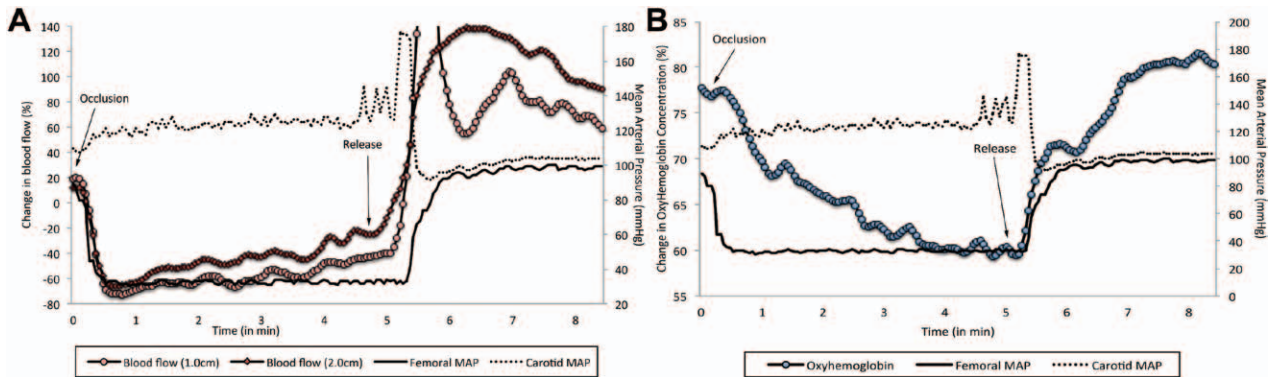 A
Change in blood flow (%)
140
120
100
80
60
40
20
0
-20
-40
-60
-80
Occlusion
Release
180
160
140
120
100
80
60
40
20
Mean Arterial Pressure (mmHg)
0 1 2 3 4 5 6 7 8
Time (in min)
Blood flow (1.0cm) Blood flow (2.0cm) Femoral MAP Carotid MAP
B
Change in OxyHemoglobin Concentration (%)
85
80
75
70
65
60
55
Occlusion
Release
200
180
160
140
120
100
80
60
40
20
0
Mean Arterial Pressure (mmHg)
0 1 2 3 4 5 6 7 8
Time (in min)
Oxyhemoglobin Femoral MAP Carotid MAP